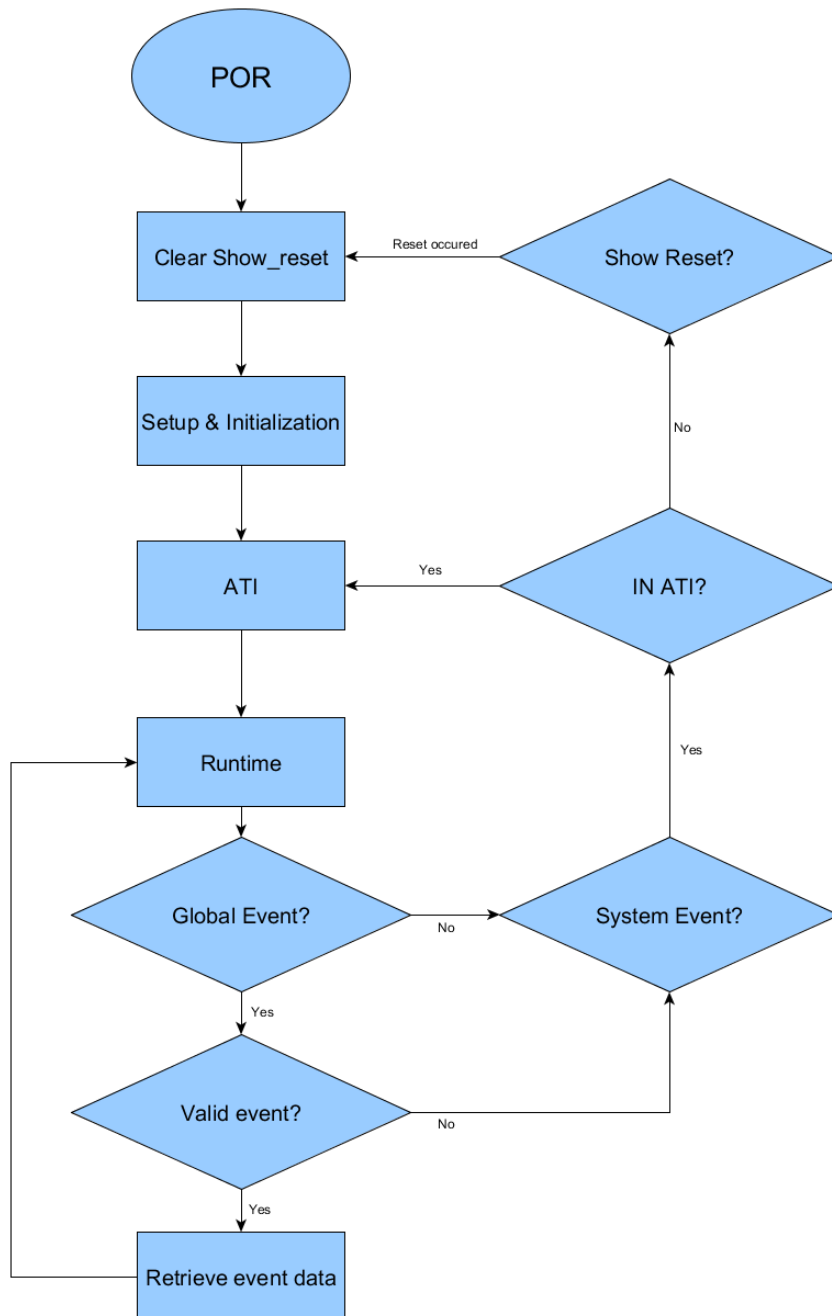 POR
Clear Show_reset
Reset occured
Show Reset?
Setup & Initialization
No
ATI
Yes
IN ATI?
Runtime
Yes
Global Event?
No
System Event?
Yes
Valid event?
No
Yes
Retrieve event data